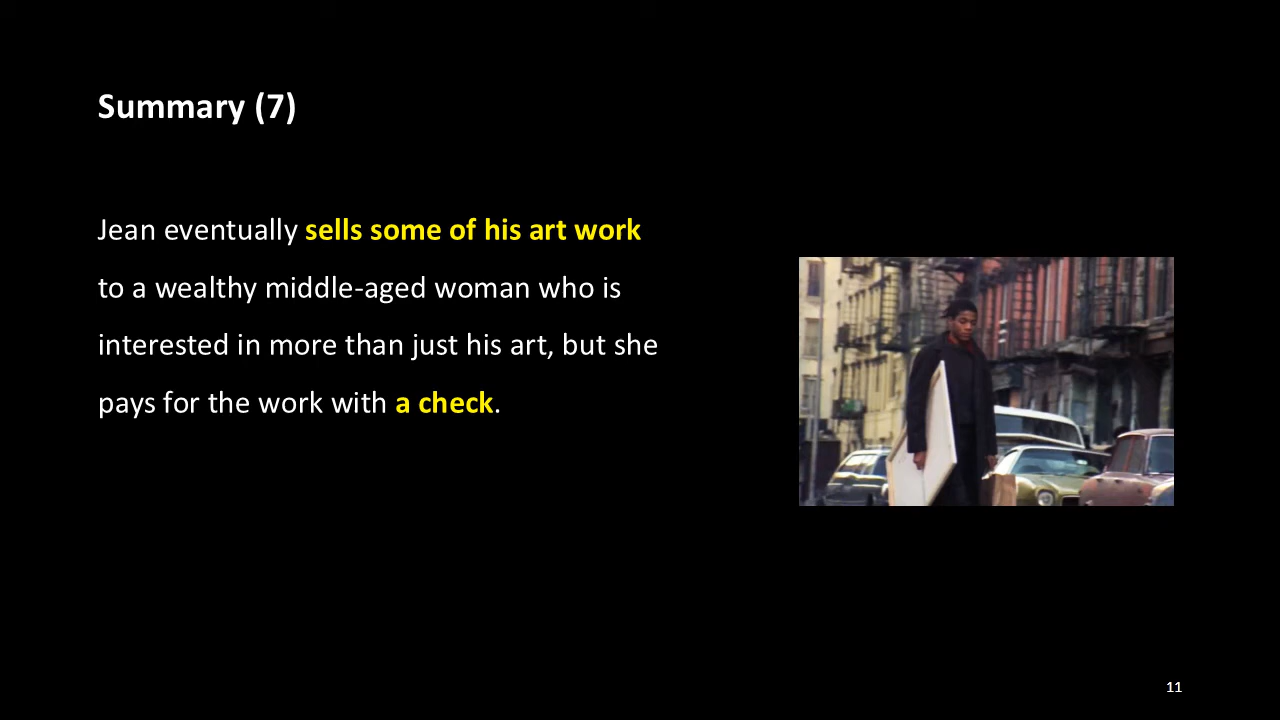 Summary (7)
Jean eventually sells some of his art work
to a wealthy middle-aged woman who is
interested in more than just his art, but she
pays for the work with a check.
11